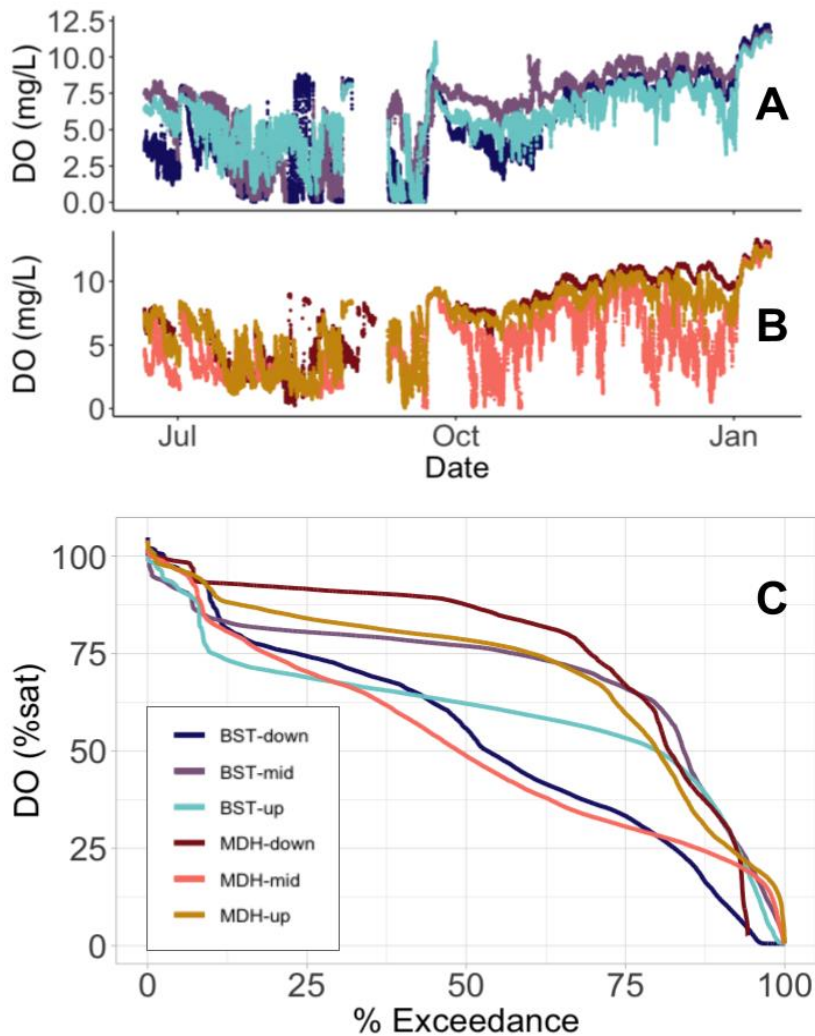 12.5
10.0
7.5
5.0
2.5
0.0
DO (mg/L)
A
10
5
0
DO (mg/L)
B
Jul
Oct
Jan
Date
100
75
50
25
0
DO (%sat)
C
BST-down
BST-mid
BST-up
MDH-down
MDH-mid
MDH-up
0
25
50
75
100
% Exceedance